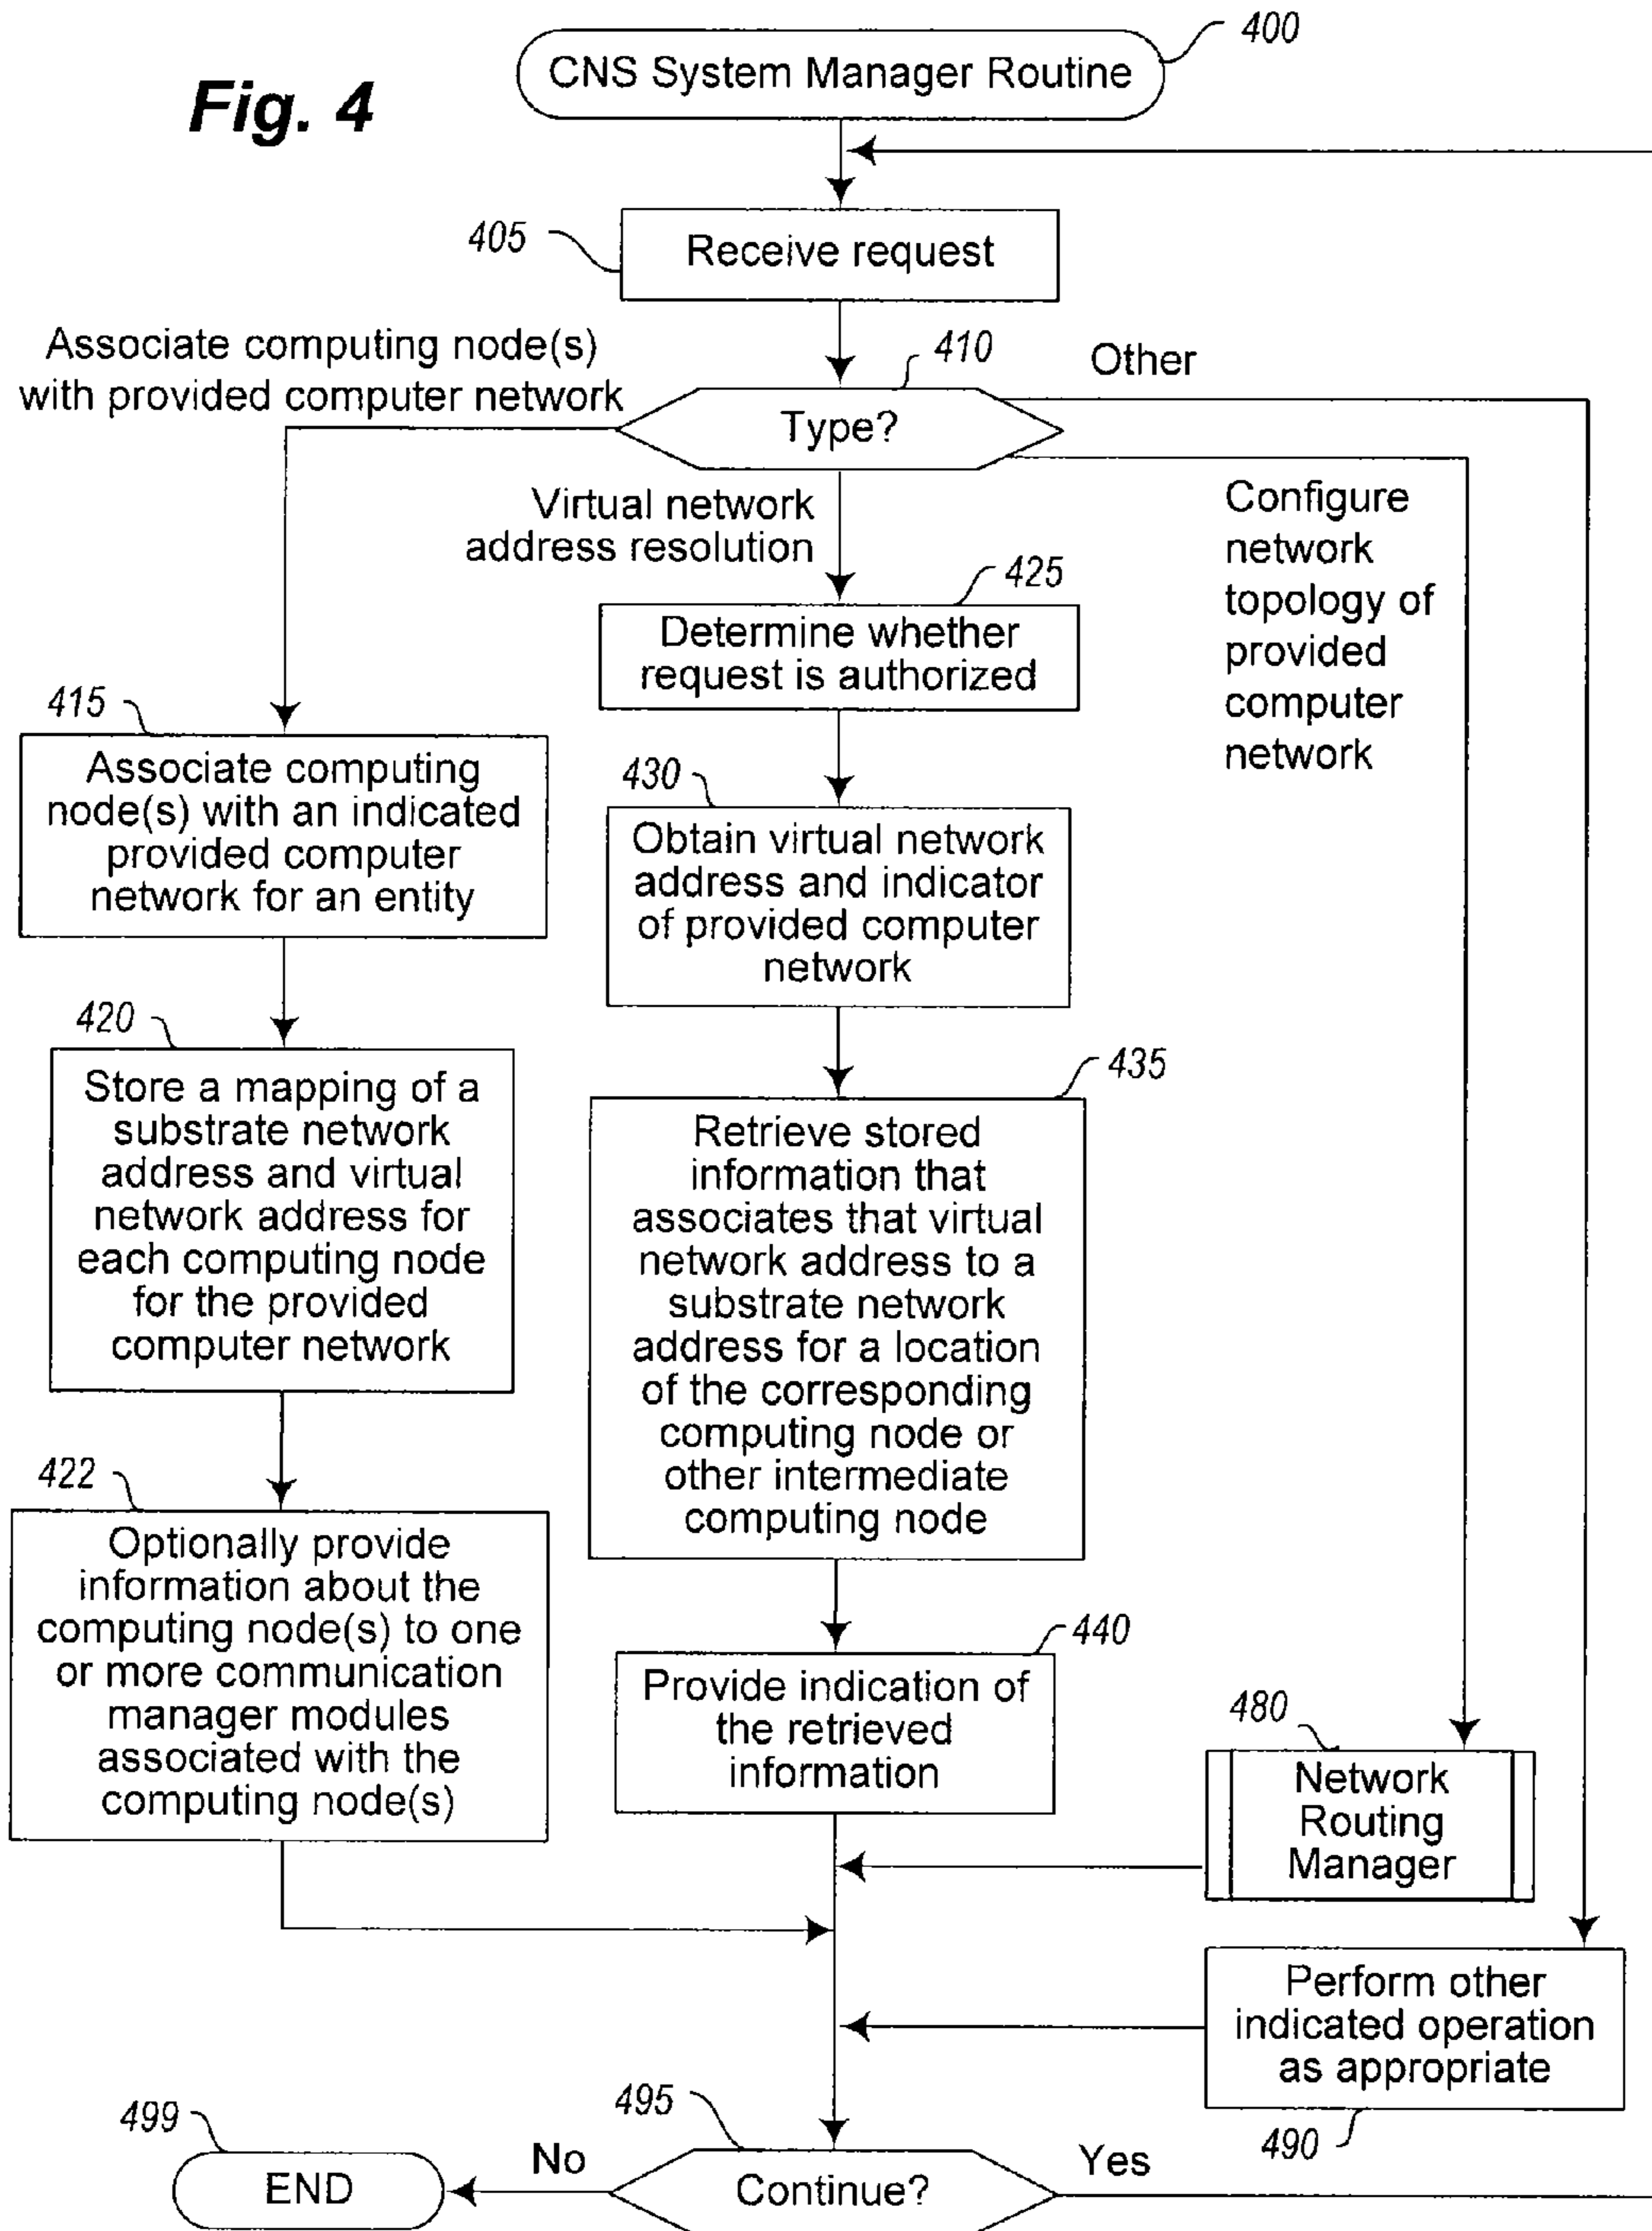 Fig. 4
CNS System Manager Routine
400
405
Receive request
Associate computing node(s)
with provided computer network
410
Type?
Other
Virtual network
address resolution
Configure
network
topology of
provided
computer
network
425
Determine whether
request is authorized
415
Associate computing
node(s) with an indicated
provided computer
network for an entity
430
Obtain virtual network
address and indicator
of provided computer
network
420
Store a mapping of a
substrate network
address and virtual
network address for
each computing node
for the provided
computer network
435
Retrieve stored
information that
associates that virtual
network address to a
substrate network
address for a location
of the corresponding
computing node or
other intermediate
computing node
422
Optionally provide
information about the
computing node(s) to one
or more communication
manager modules
associated with the
computing node(s)
440
Provide indication of
the retrieved
information
480
Network
Routing
Manager
Perform other
indicated operation
as appropriate
490
495
Continue?
Yes
No
499
END